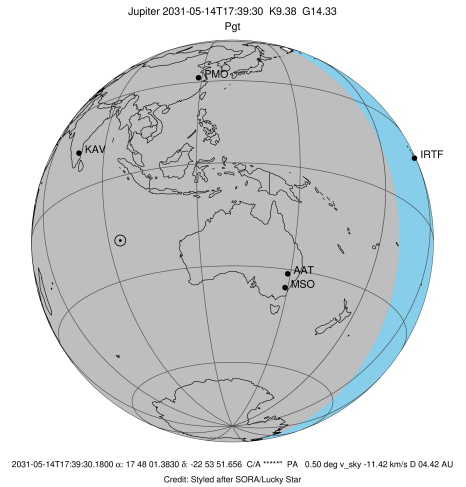 Jupiter 2031-05-14T17:39:30 K9.38 G14.33
Pgt
PMO
KAV
IRTF
AAT
MSO
2031-05-14T17:39:30.1800 α: 17 48 01.3830 δ: -22 53 51.656 C/A *****" PA 0.50 deg v_sky -11.42 km/s D 04.42 AU
Credit: Styled after SORA/Lucky Star